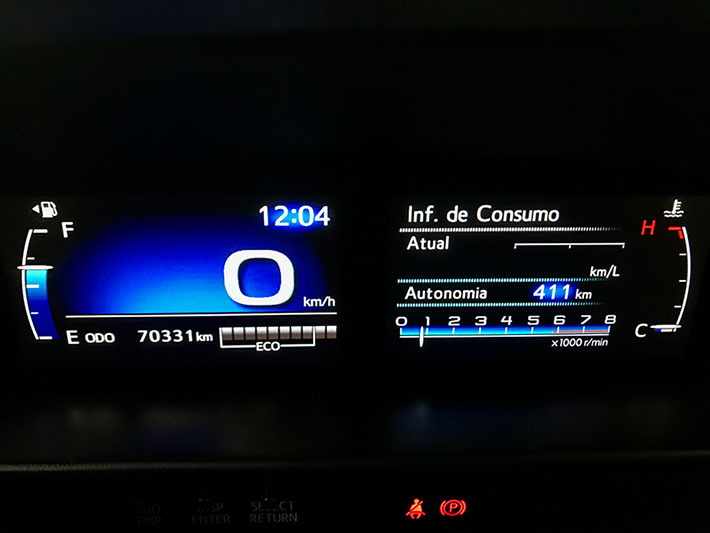 F
12:04
0
km/h
E ODO 70331 km
ECO
Inf. de Consumo
H
Atual
km/L
Autonomia 411 km
0 1 2 3 4 5 6 7 8
C
x1000 r/min
TRIP
ENTER
SELECT
RETURN
P